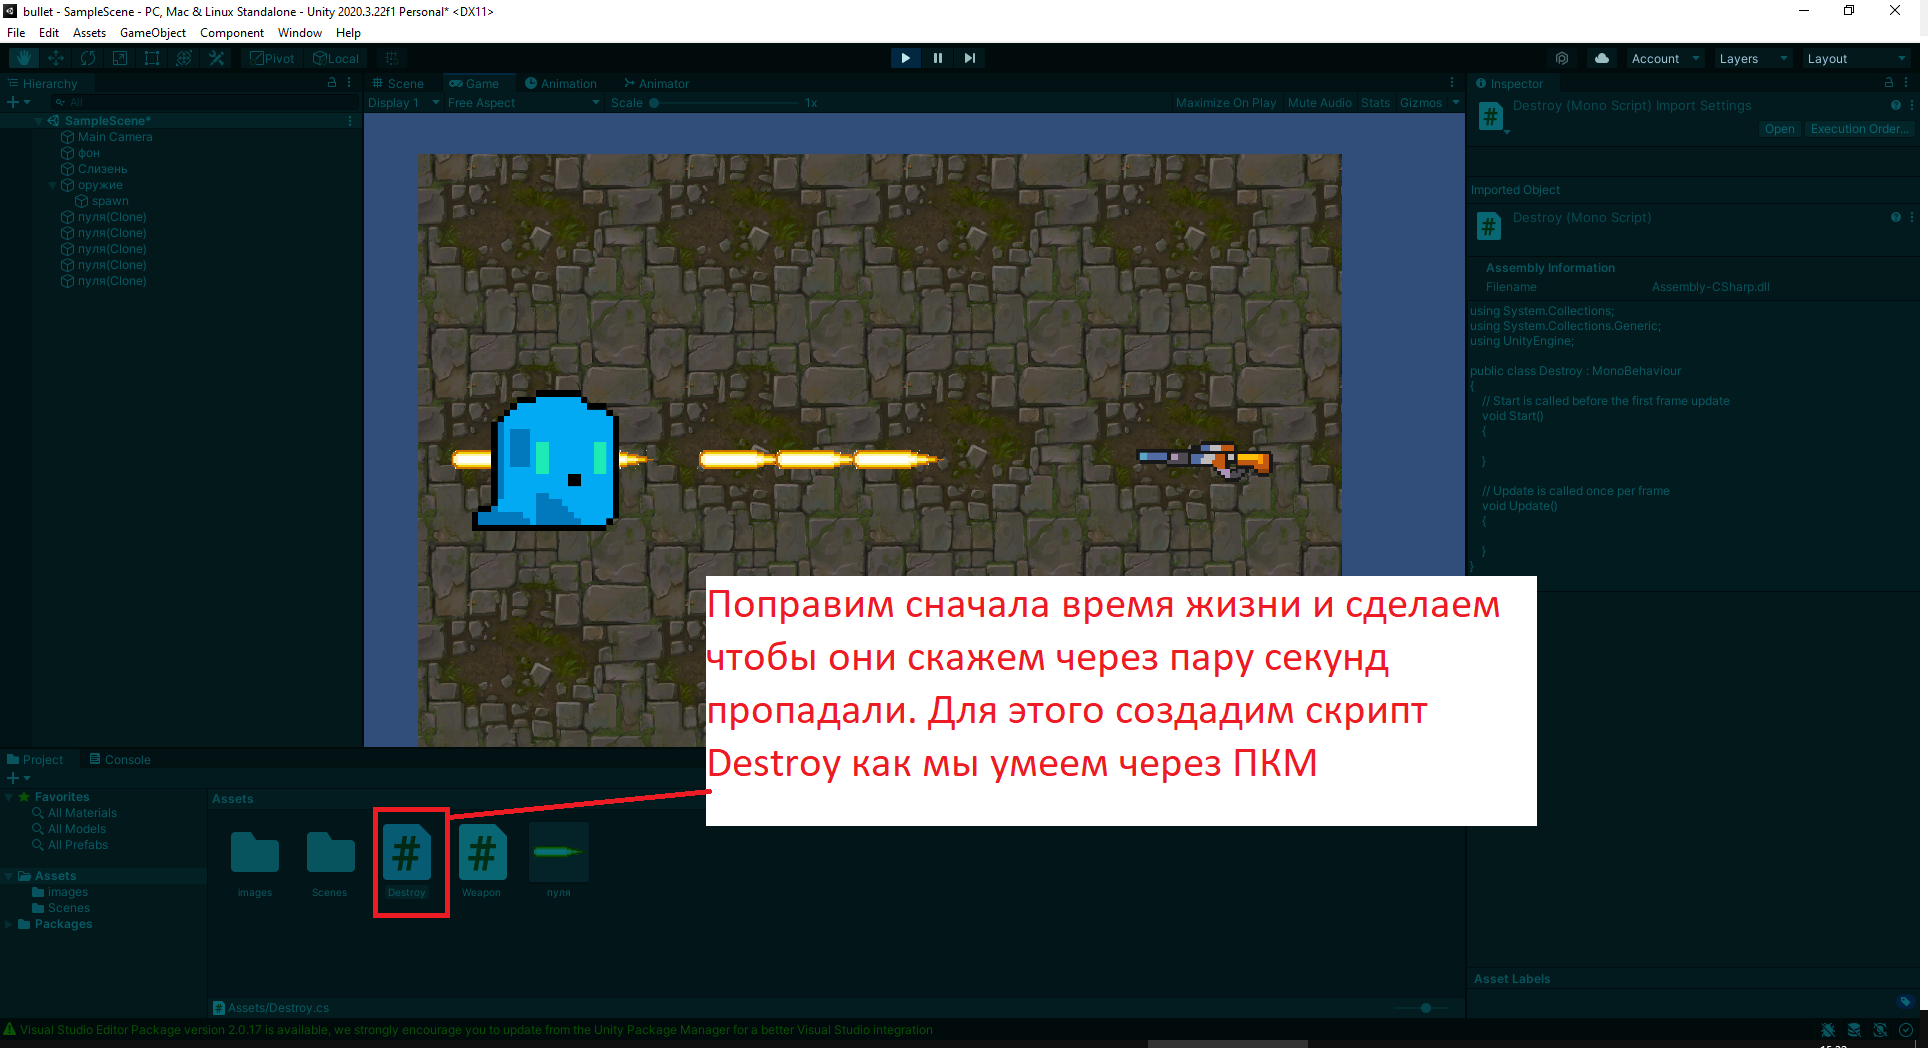 bullet - SampleScene - PC, Mac & Linux Standalone - Unity 2020.3.22f1 Personal* <DX11>
File Edit Assets GameObject Component Window Help
Pivot Local
Account Layers Layout
Hierarchy
All
SampleScene*
Main Camera
фон
Слизень
оружие
spawn
пуля(Clone)
пуля(Clone)
пуля(Clone)
пуля(Clone)
пуля(Clone)
Scene Game Animation Animator
Display 1 Free Aspect Scale 1x Maximize On Play Mute Audio Stats Gizmos
Inspector
Destroy (Mono Script) Import Settings
Open Execution Order...
Imported Object
Destroy (Mono Script)
Assembly Information
Filename Assembly-CSharp.dll
using System.Collections;
using System.Collections.Generic;
using UnityEngine;
public class Destroy : MonoBehaviour
{
// Start is called before the first frame update
void Start()
{
}
// Update is called once per frame
void Update()
{
}
}
Поправим сначала время жизни и сделаем
чтобы они скажем через пару секунд
пропадали. Для этого создадим скрипт
Destroy как мы умеем через ПКМ
Project Console
Favorites
All Materials
All Models
All Prefabs
Assets
images
Scenes
Packages
Assets
images Scenes Destroy Weapon пуля
Assets/Destroy.cs
Asset Labels
Visual Studio Editor Package version 2.0.17 is available, we strongly encourage you to update from the Unity Package Manager for a better Visual Studio integration